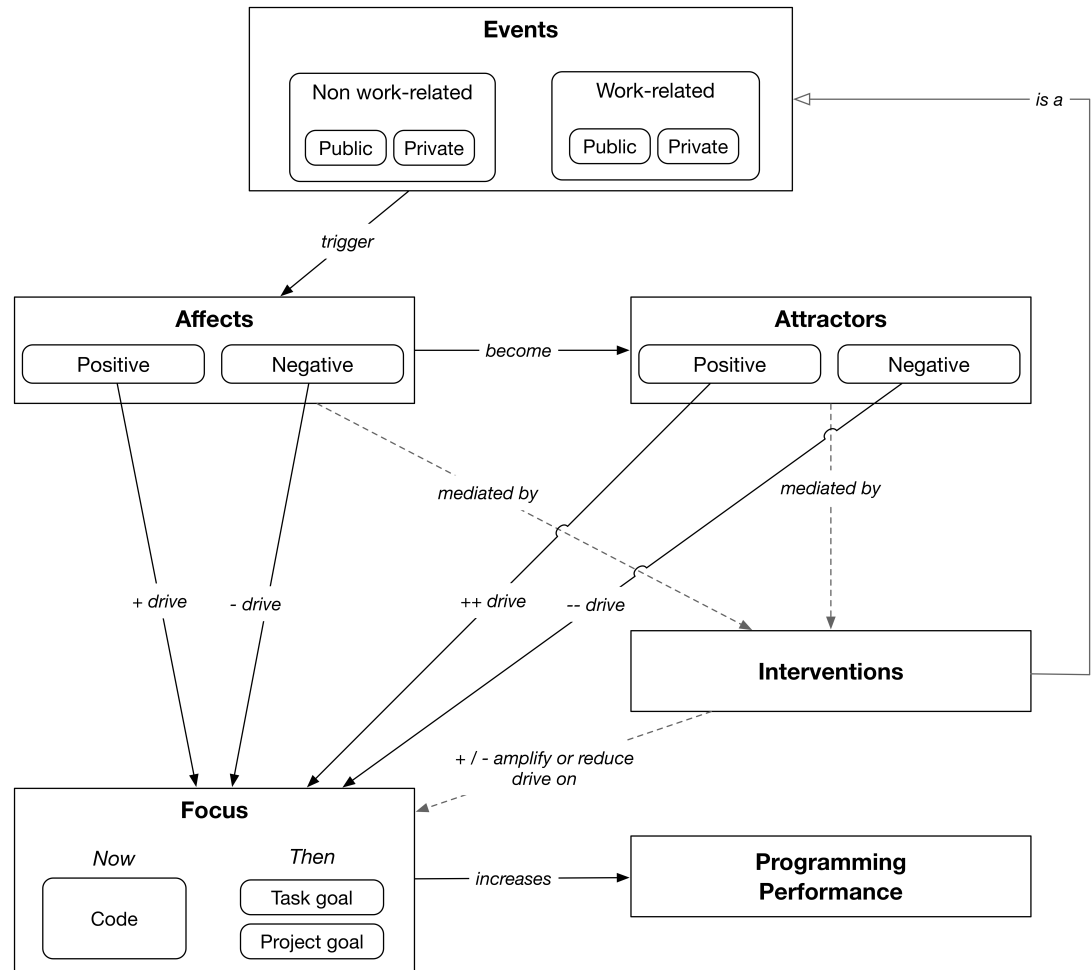 Events
Non work-related
Public
Private
Work-related
Public
Private
is a
trigger
Affects
Positive
Negative
become
Attractors
Positive
Negative
mediated by
mediated by
+ drive
- drive
++ drive
-- drive
Interventions
+ / - amplify or reduce
drive on
Focus
Now
Code
Then
Task goal
Project goal
increases
Programming
Performance